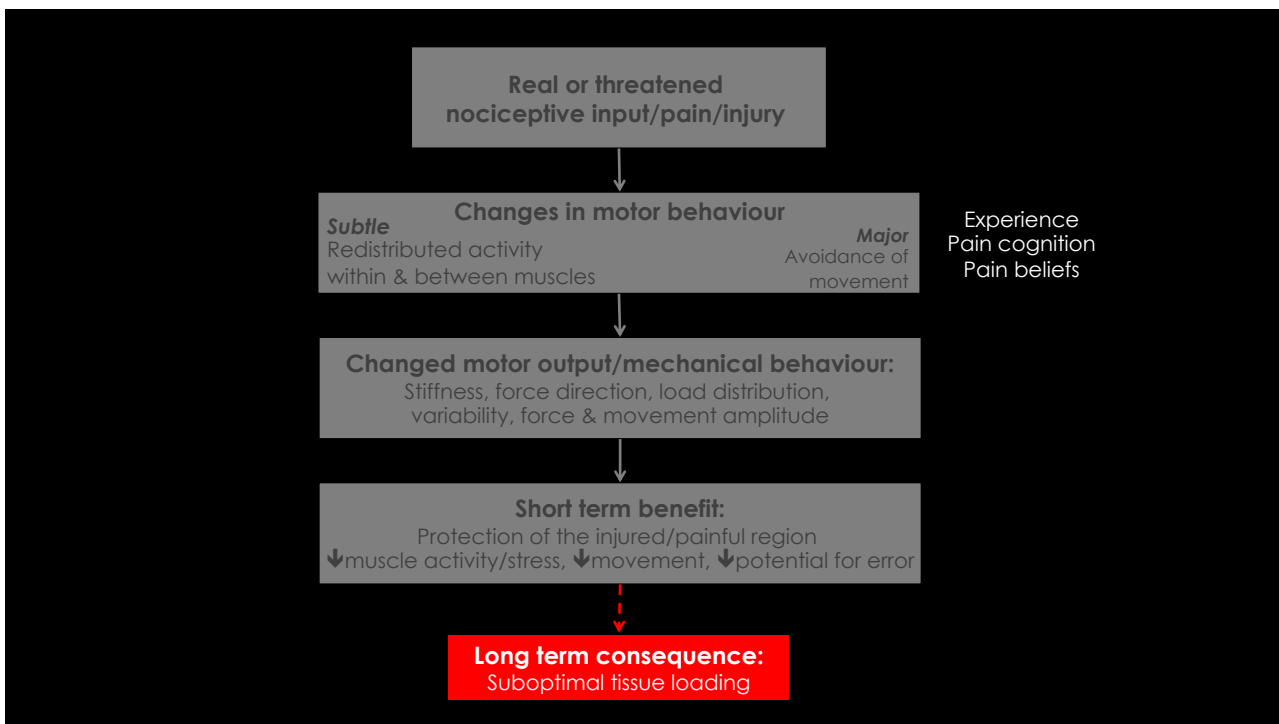 Real or threatened
nociceptive input/pain/injury
Changes in motor behaviour
Subtle
Redistributed activity
within & between muscles
Major
Avoidance of
movement
Experience
Pain cognition
Pain beliefs
Changed motor output/mechanical behaviour:
Stiffness, force direction, load distribution,
variability, force & movement amplitude
Short term benefit:
Protection of the injured/painful region
🡻muscle activity/stress, 🡻movement, 🡻potential for error
Long term consequence:
Suboptimal tissue loading